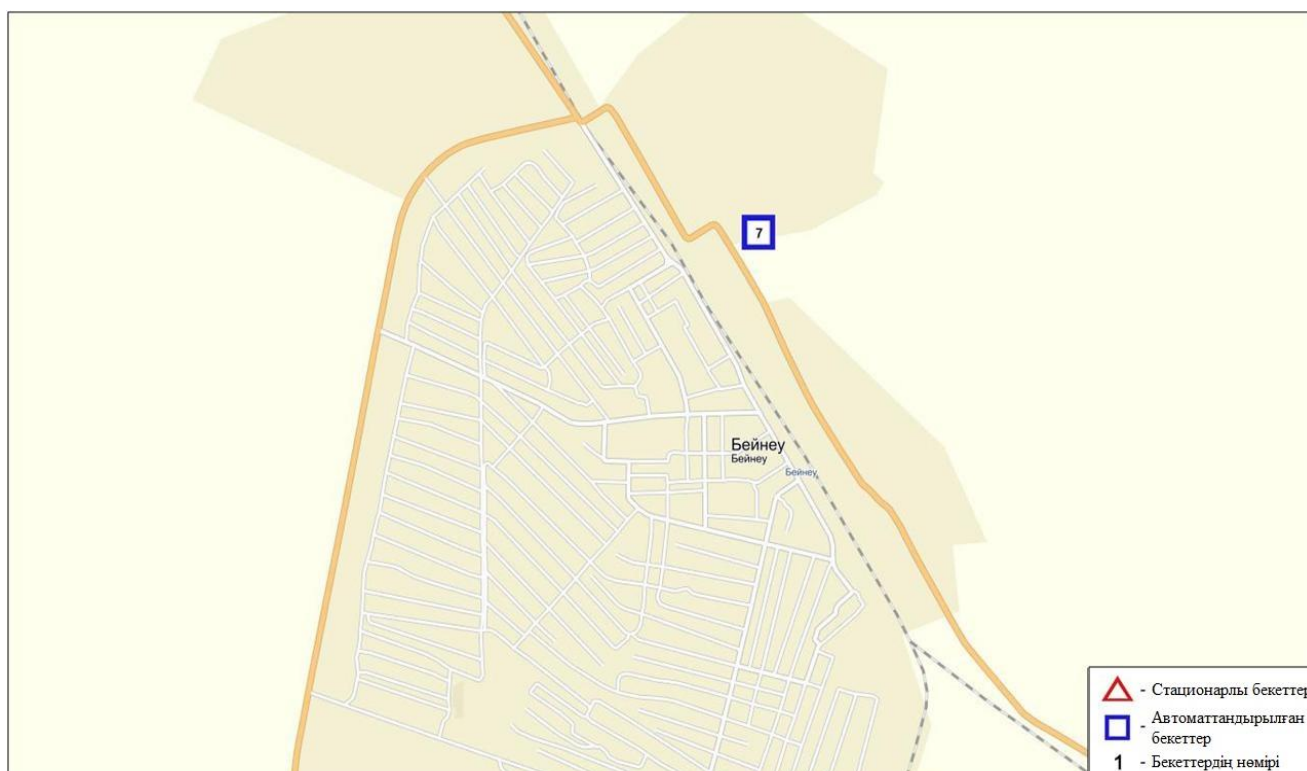 7
Бейнеу
Бейнеу
Бейнеу
- Стационарлы бекеттер
- Автоматтандырылған
бекеттер
1 - Бекеттердің нөмірі